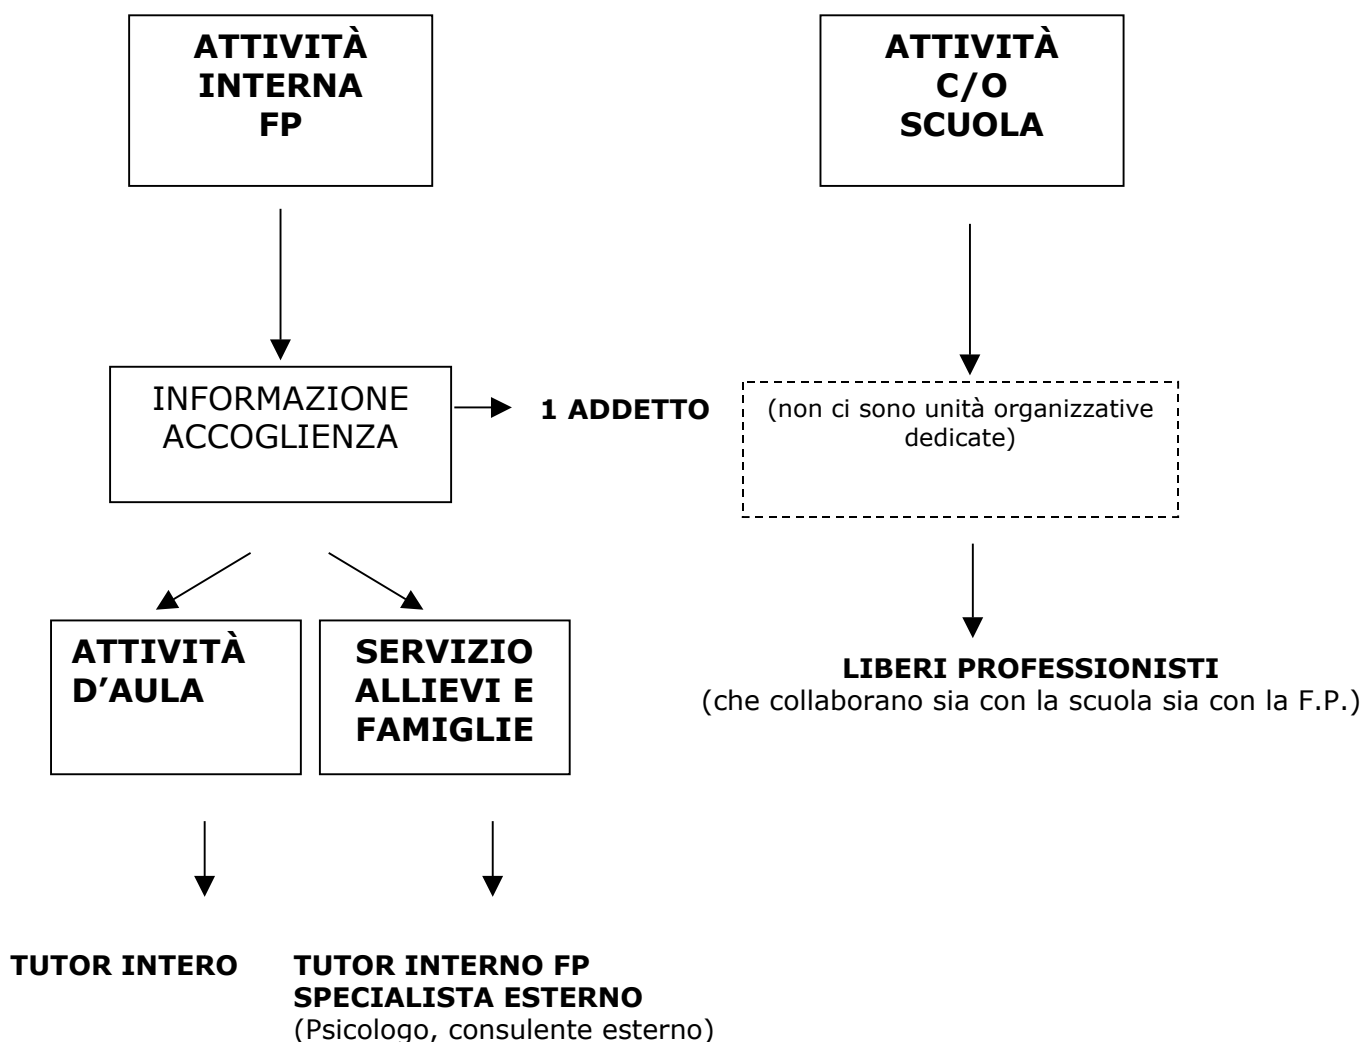 ATTIVITÀ
INTERNA
FP
ATTIVITÀ
C/O
SCUOLA
INFORMAZIONE
ACCOGLIENZA
1 ADDETTO
(non ci sono unità organizzative
dedicate)
ATTIVITÀ
D’AULA
SERVIZIO
ALLIEVI E
FAMIGLIE
LIBERI PROFESSIONISTI
(che collaborano sia con la scuola sia con la F.P.)
TUTOR INTERO
TUTOR INTERNO FP
SPECIALISTA ESTERNO
(Psicologo, consulente esterno)